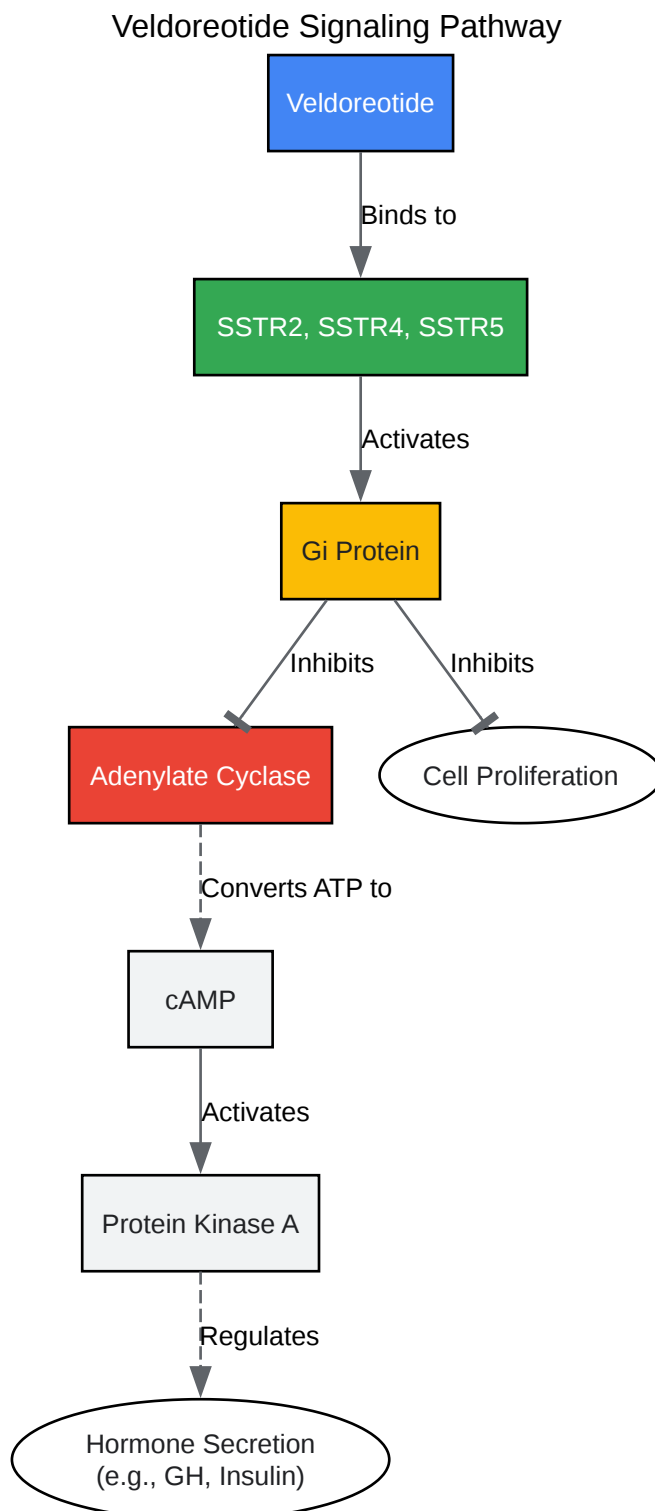 Veldoreotide Signaling Pathway
Veldoreotide
Binds to
SSTR2, SSTR4, SSTR5
Activates
Gi Protein
Inhibits
Inhibits
Adenylate Cyclase
Cell Proliferation
Converts ATP to
cAMP
Activates
Protein Kinase A
Regulates
Hormone Secretion
(e.g., GH, Insulin)